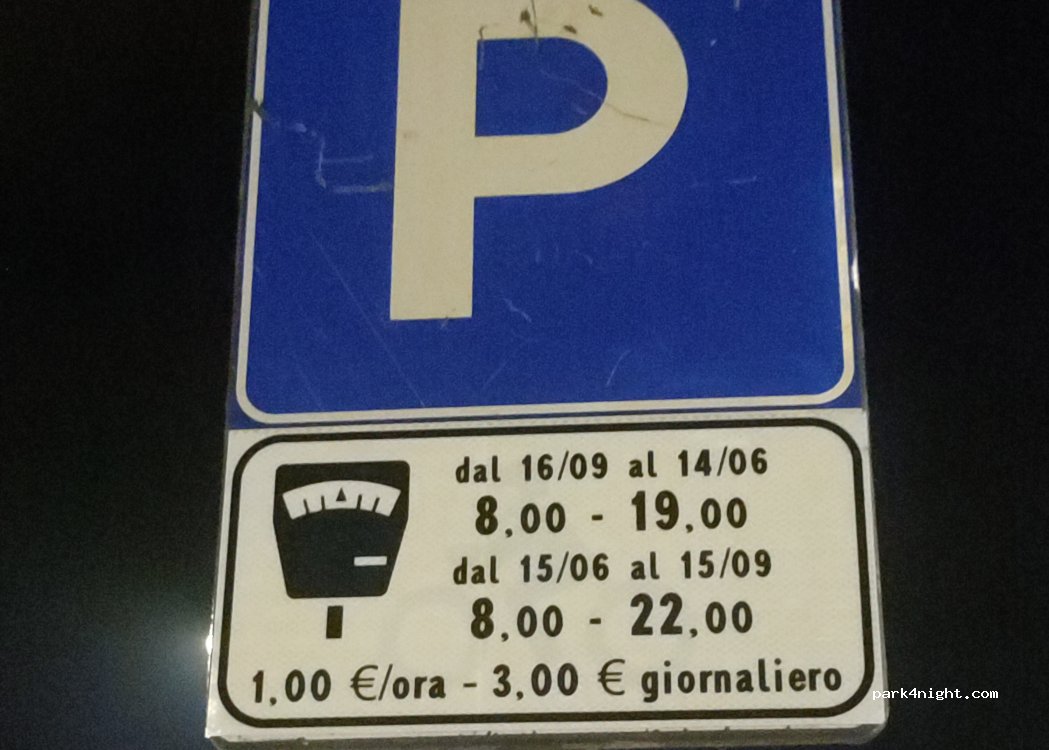 P
dal 16/09 al 14/06
8,00 - 19,00
dal 15/06 al 15/09
8,00 - 22,00
1,00 €/ora - 3,00 € giornaliero
park4night.com